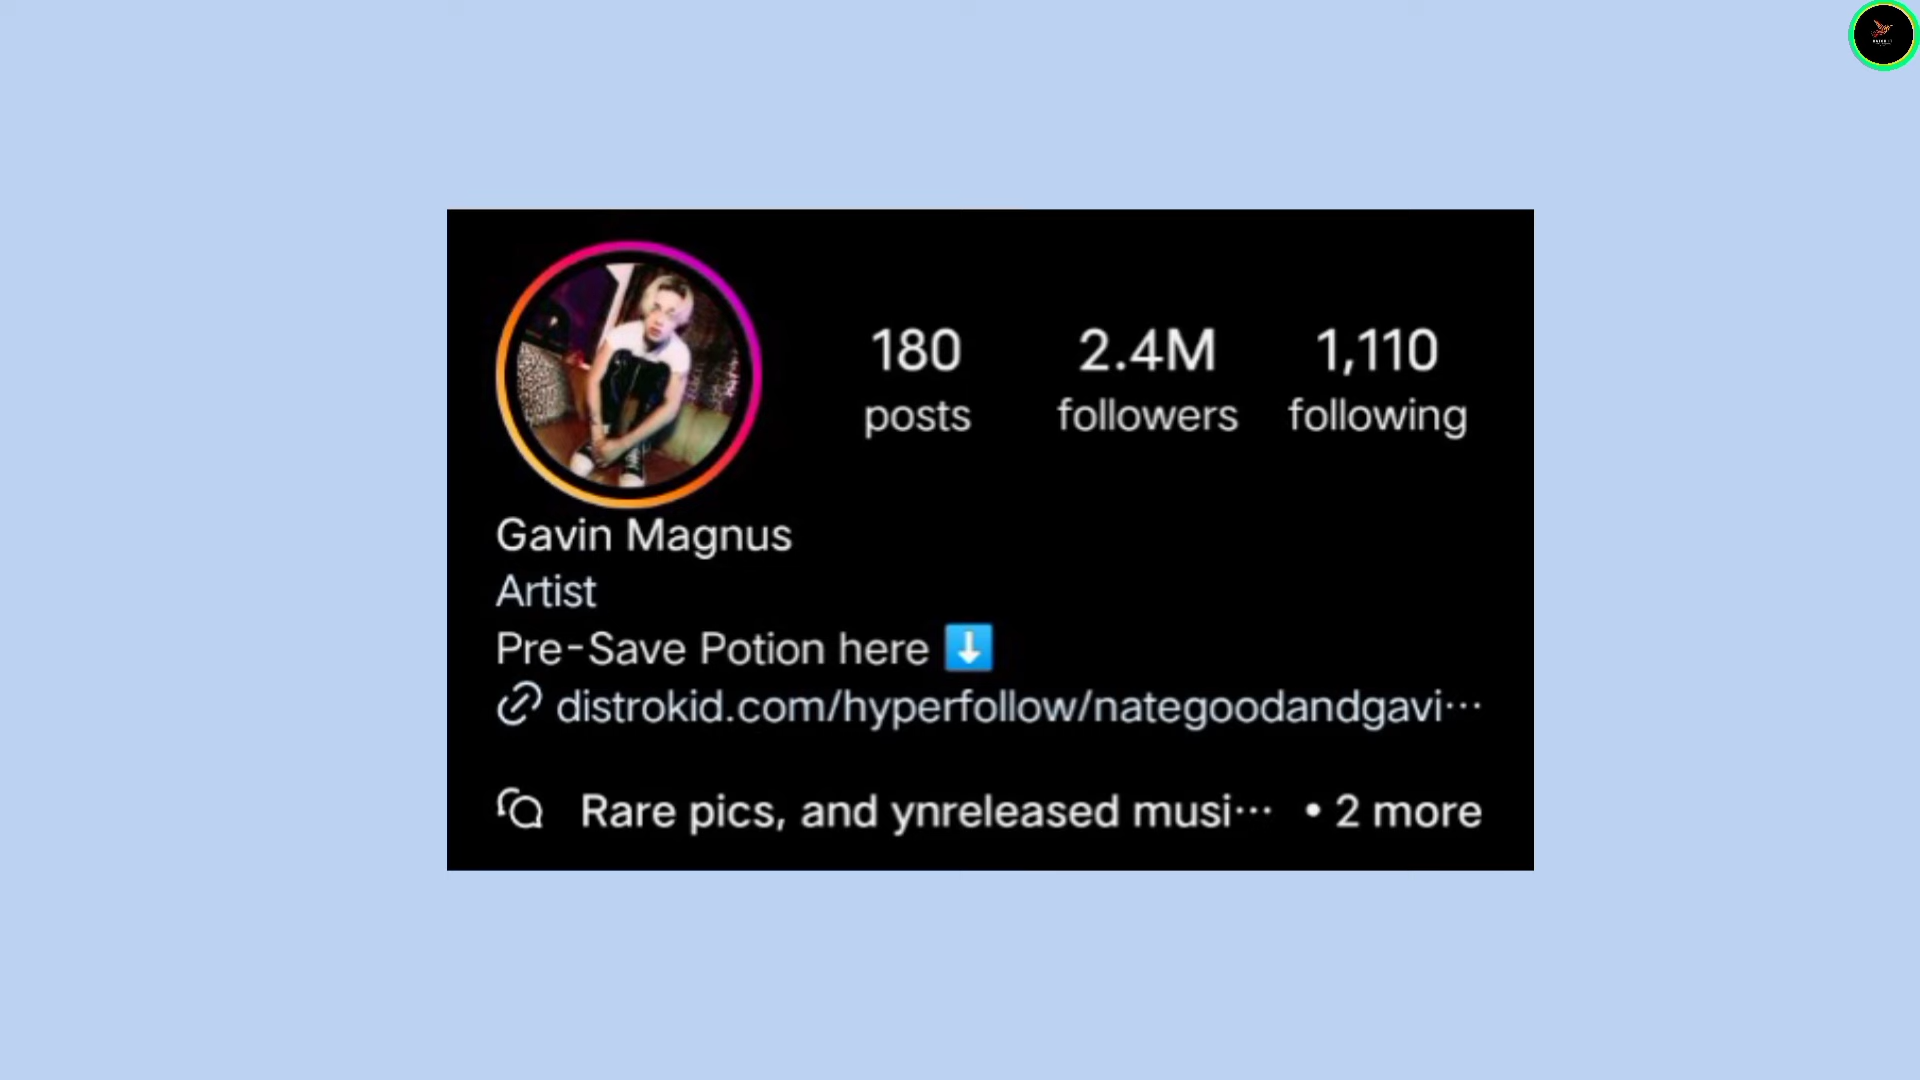 180 2.4M 1,110
posts followers following
Gavin Magnus
Artist
Pre-Save Potion here ⬇️
distrokid.com/hyperfollow/nategoodandgavi...
Rare pics, and ynreleased musi... • 2 more